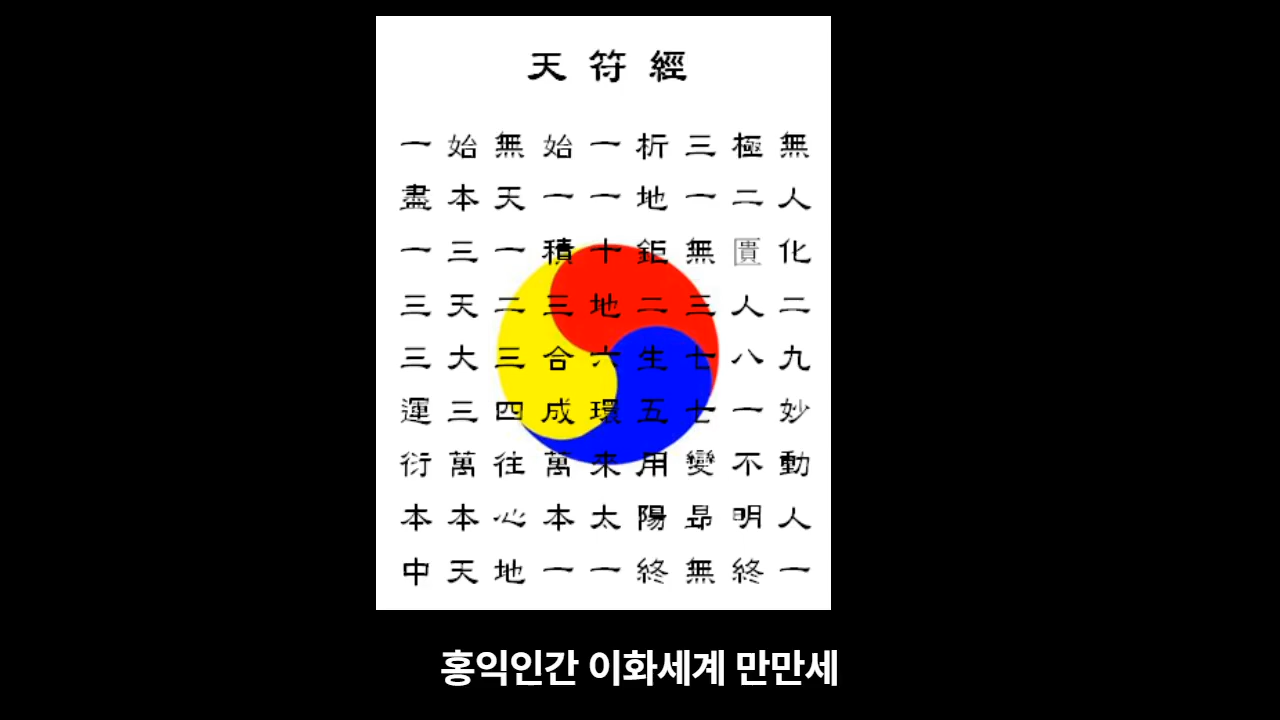 天符經
一始無始一析三極無
盡本天一一地一二人
一三一積十鉅無匱化
三天二三地二三人二
三大三合六生七八九
運三四成環五七一妙
衍萬往萬來用變不動
本本心本太陽昻明人
中天地一一終無終一
홍익인간 이화세계 만만세